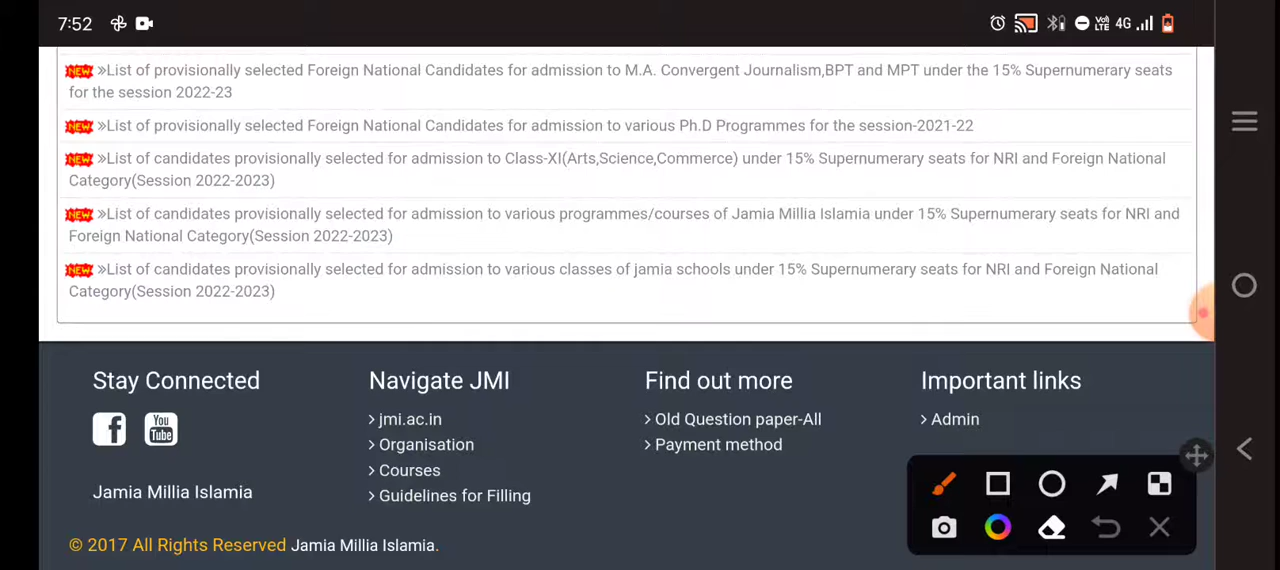 7:52
Vo) LTE 4G
NEW »List of provisionally selected Foreign National Candidates for admission to M.A. Convergent Journalism,BPT and MPT under the 15% Supernumerary seats
for the session 2022-23
NEW »List of provisionally selected Foreign National Candidates for admission to various Ph.D Programmes for the session-2021-22
NEW »List of candidates provisionally selected for admission to Class-XI(Arts,Science,Commerce) under 15% Supernumerary seats for NRI and Foreign National
Category(Session 2022-2023)
NEW »List of candidates provisionally selected for admission to various programmes/courses of Jamia Millia Islamia under 15% Supernumerary seats for NRI and
Foreign National Category(Session 2022-2023)
NEW »List of candidates provisionally selected for admission to various classes of jamia schools under 15% Supernumerary seats for NRI and Foreign National
Category(Session 2022-2023)
Stay Connected
f You Tube
Jamia Millia Islamia
Navigate JMI
> jmi.ac.in
> Organisation
> Courses
> Guidelines for Filling
Find out more
> Old Question paper-All
> Payment method
Important links
> Admin
© 2017 All Rights Reserved Jamia Millia Islamia.